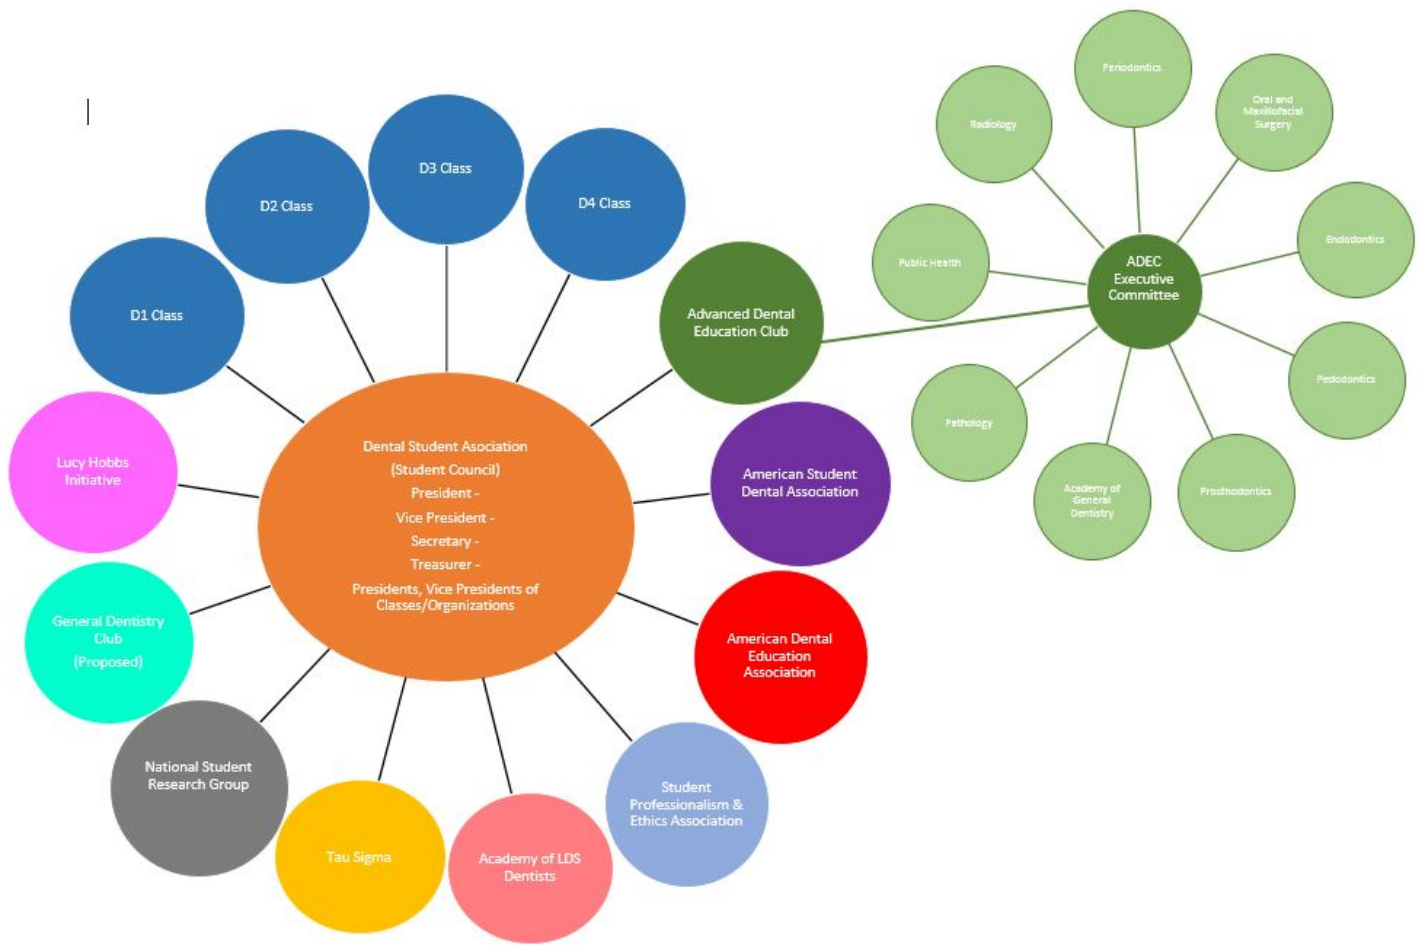 Periodontics
Oral and
Maxillofacial
Surgery
Radiology
D3 Class
D2 Class
D4 Class
Endodontics
Public Health
ADEC
Executive
Committee
D1 Class
Advanced Dental
Education Club
Pediodontics
Pathology
Dental Student Asociation
(Student Council)
President -
Vice President -
Secretary -
Treasurer -
Presidents, Vice Presidents of
Classes/Organizations
Lucy Hobbs
Initiative
American Student
Dental Association
Academy of
General
Dentistry
Prosthodontics
General Dentistry
Club
(Proposed)
American Dental
Education
Association
National Student
Research Group
Student
Professionalism &
Ethics Association
Tau Sigma
Academy of LDS
Dentists